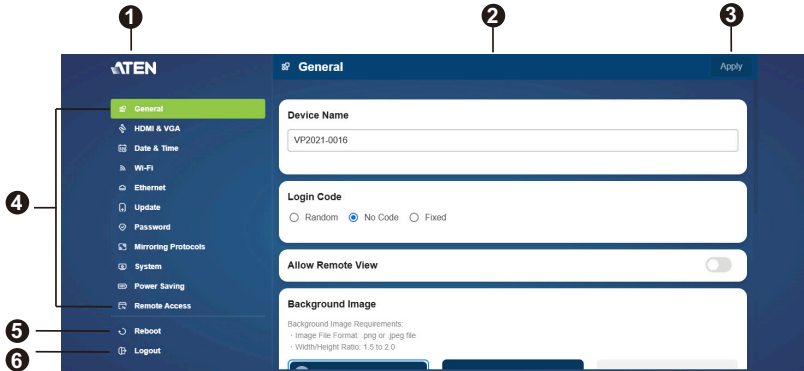 1
2
3
ATEN
General
Apply
4
General
HDMI & VGA
Date & Time
Wi-Fi
Ethernet
Update
Password
Mirroring Protocols
System
Power Saving
Remote Access
5
Reboot
6
Logout
Device Name
VP2021-0016
Login Code
Random No Code Fixed
Allow Remote View
Background Image
Background Image Requirements:
· Image File Format: .png or .jpeg file
· Width/Height Ratio: 1.5 to 2.0